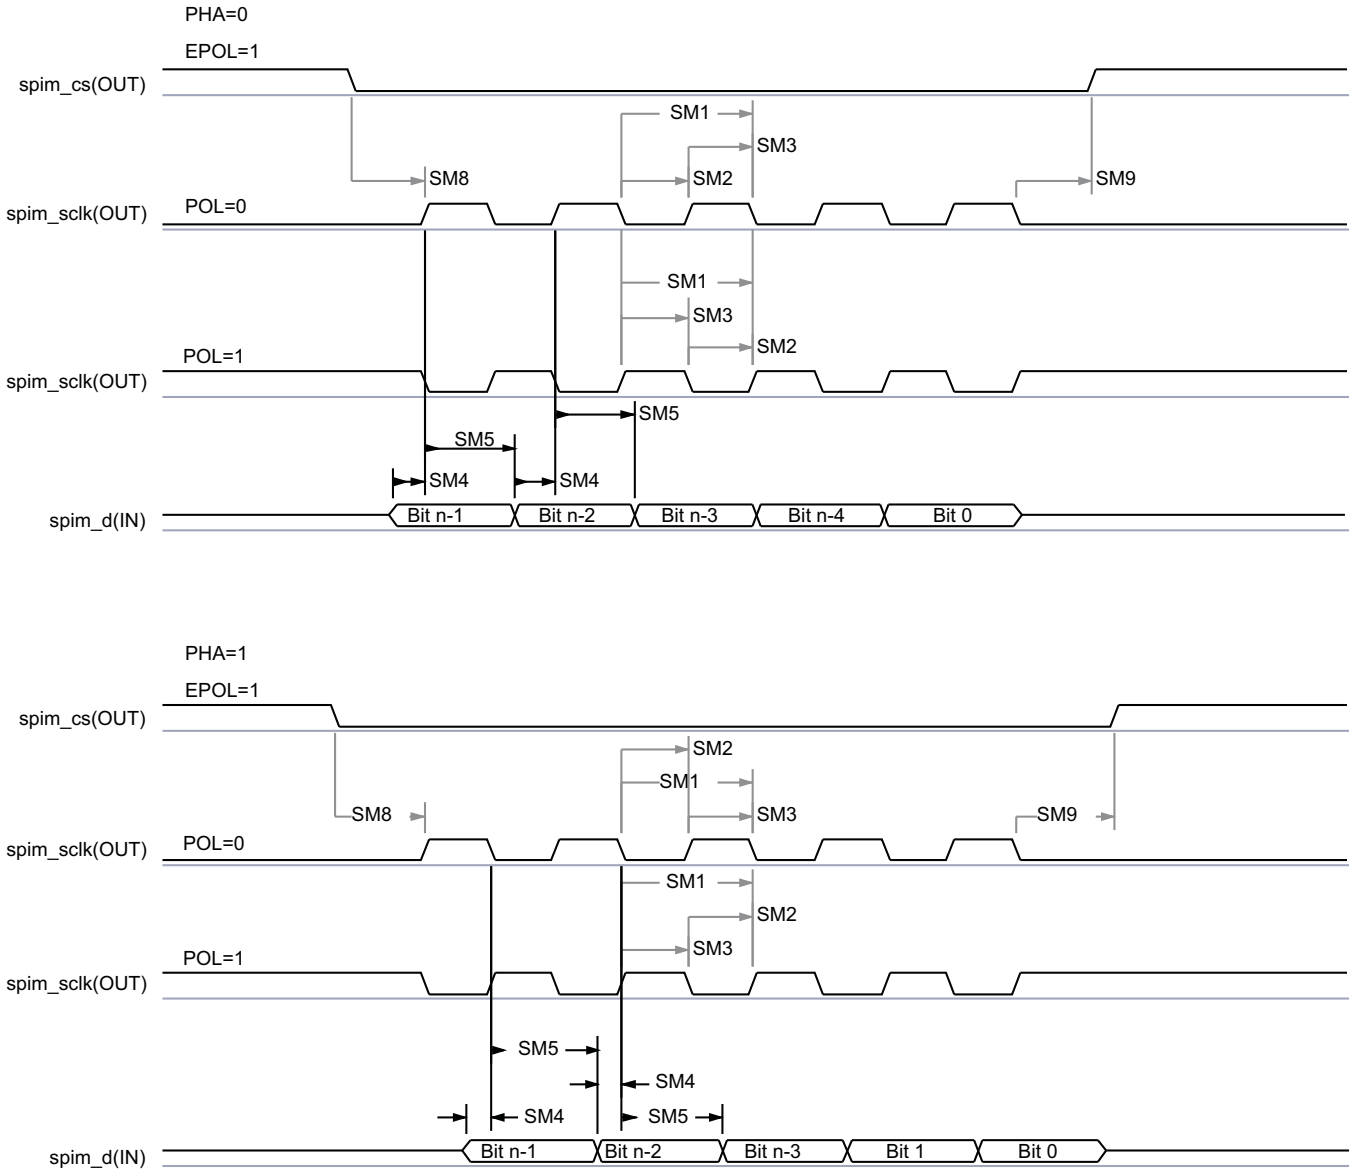 PHA=0
EPOL=1
spim_cs(OUT)
SM1
SM3
SM8 SM2 SM9
spim_sclk(OUT) POL=0
SM1
SM3
SM2
POL=1
spim_sclk(OUT)
SM5
SM5
SM4 SM4
spim_d(IN) Bit n-1 Bit n-2 Bit n-3 Bit n-4 Bit 0
PHA=1
EPOL=1
spim_cs(OUT)
SM2
SM1
SM8 SM3 SM9
spim_sclk(OUT) POL=0
SM1
SM2
SM3
POL=1
spim_sclk(OUT)
SM5
SM4
SM4 SM5
spim_d(IN) Bit n-1 Bit n-2 Bit n-3 Bit 1 Bit 0